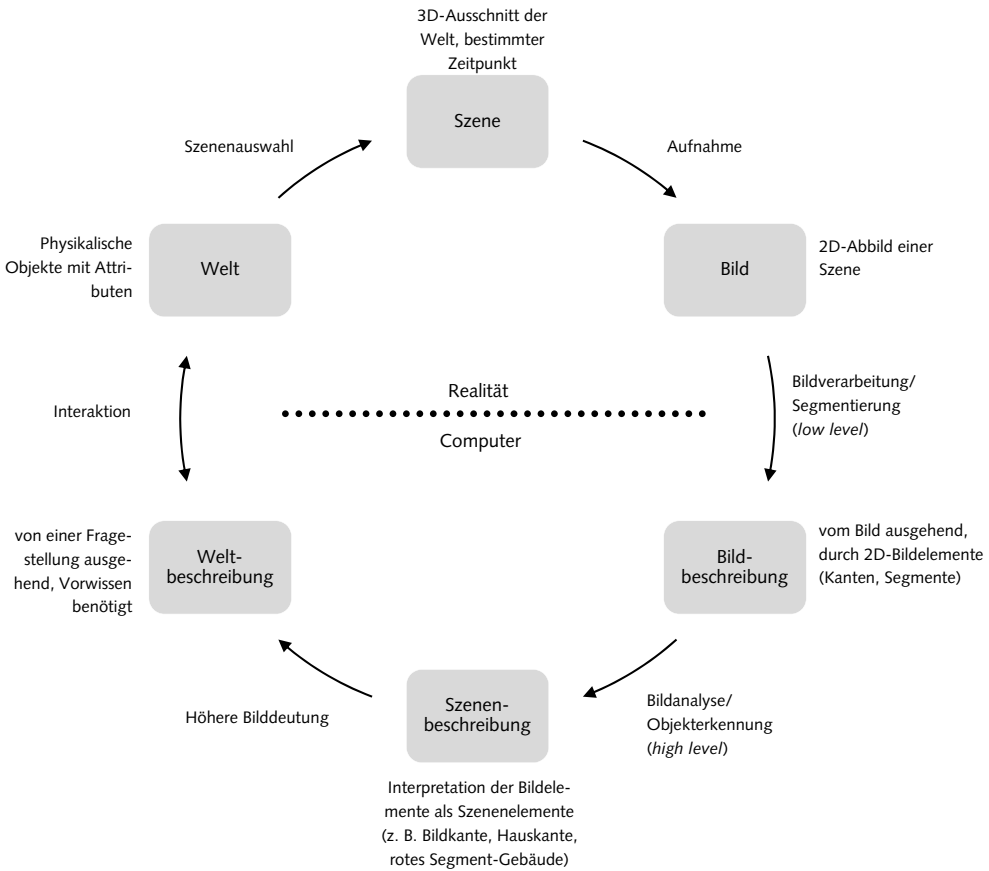 3D-Ausschnitt der
Welt, bestimmter
Zeitpunkt
Szene
Szenenauswahl
Aufnahme
Physikalische
Objekte mit Attri-
buten
Welt
Bild
2D-Abbild einer
Szene
Interaktion
Realität
Computer
Bildverarbeitung/
Segmentierung
(low level)
von einer Frage-
stellung ausge-
hend, Vorwissen
benötigt
Welt-
beschreibung
Bild-
beschreibung
vom Bild ausgehend,
durch 2D-Bildelemente
(Kanten, Segmente)
Höhere Bilddeutung
Szenen-
beschreibung
Bildanalyse/
Objekterkennung
(high level)
Interpretation der Bildele-
mente als Szenenelemente
(z. B. Bildkante, Hauskante,
rotes Segment-Gebäude)